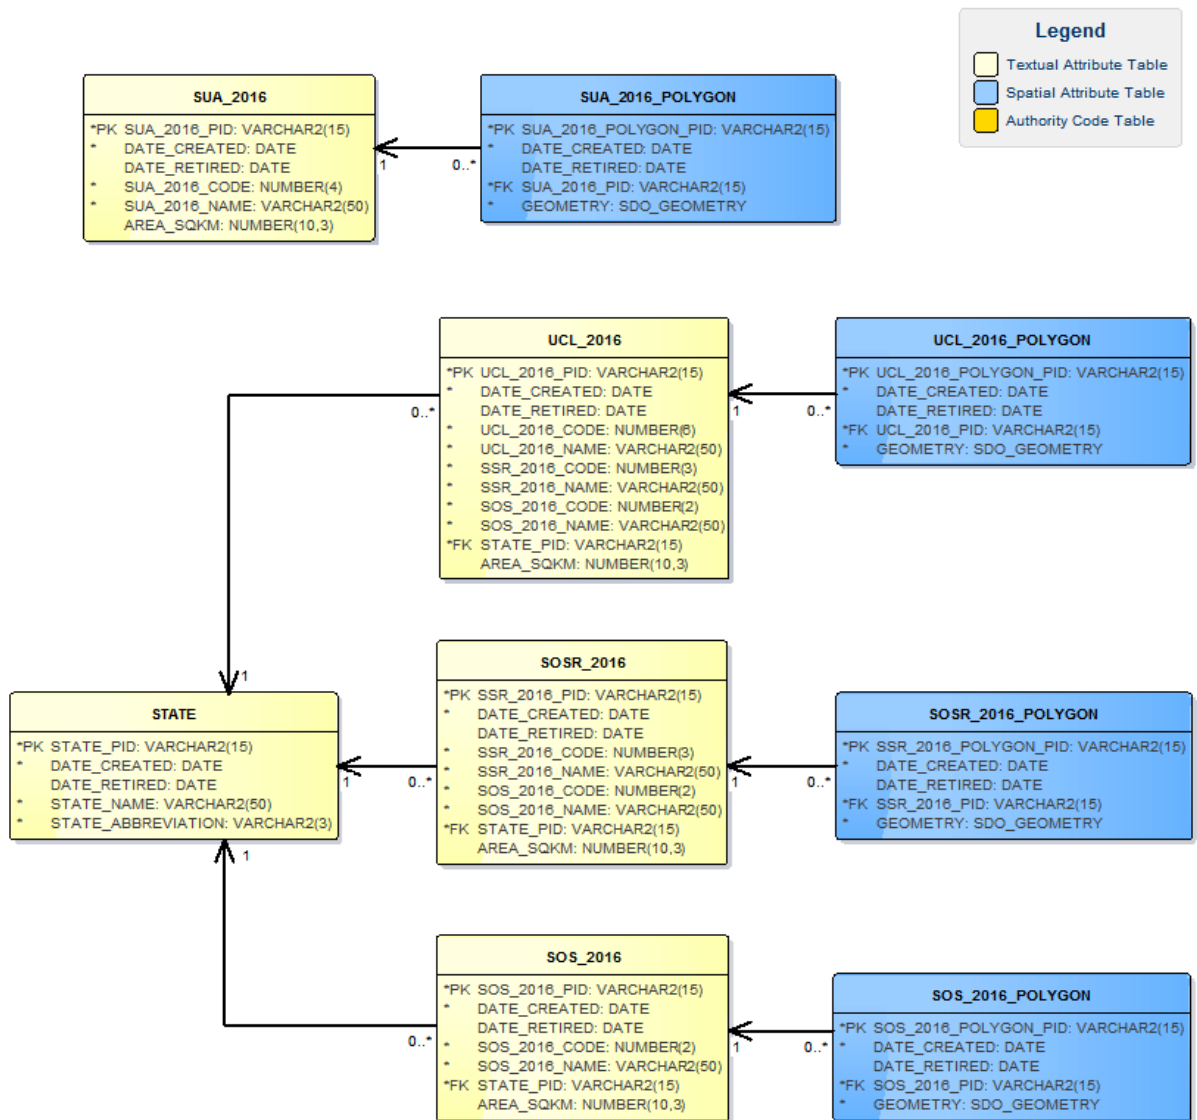 Legend
Textual Attribute Table
Spatial Attribute Table
Authority Code Table
SUA_2016
*PK SUA_2016_PID: VARCHAR2(15)
* DATE_CREATED: DATE
DATE_RETIRED: DATE
* SUA_2016_CODE: NUMBER(4)
* SUA_2016_NAME: VARCHAR2(50)
AREA_SQKM: NUMBER(10,3)
1
0..*
SUA_2016_POLYGON
*PK SUA_2016_POLYGON_PID: VARCHAR2(15)
* DATE_CREATED: DATE
DATE_RETIRED: DATE
*FK SUA_2016_PID: VARCHAR2(15)
* GEOMETRY: SDO_GEOMETRY
UCL_2016
*PK UCL_2016_PID: VARCHAR2(15)
* DATE_CREATED: DATE
DATE_RETIRED: DATE
* UCL_2016_CODE: NUMBER(6)
* UCL_2016_NAME: VARCHAR2(50)
* SSR_2016_CODE: NUMBER(3)
* SSR_2016_NAME: VARCHAR2(50)
* SOS_2016_CODE: NUMBER(2)
* SOS_2016_NAME: VARCHAR2(50)
*FK STATE_PID: VARCHAR2(15)
AREA_SQKM: NUMBER(10,3)
0..*
1
1
0..*
UCL_2016_POLYGON
*PK UCL_2016_POLYGON_PID: VARCHAR2(15)
* DATE_CREATED: DATE
DATE_RETIRED: DATE
*FK UCL_2016_PID: VARCHAR2(15)
* GEOMETRY: SDO_GEOMETRY
STATE
*PK STATE_PID: VARCHAR2(15)
* DATE_CREATED: DATE
DATE_RETIRED: DATE
* STATE_NAME: VARCHAR2(50)
* STATE_ABBREVIATION: VARCHAR2(3)
1
0..*
SOSR_2016
*PK SSR_2016_PID: VARCHAR2(15)
* DATE_CREATED: DATE
DATE_RETIRED: DATE
* SSR_2016_CODE: NUMBER(3)
* SSR_2016_NAME: VARCHAR2(50)
* SOS_2016_CODE: NUMBER(2)
* SOS_2016_NAME: VARCHAR2(50)
*FK STATE_PID: VARCHAR2(15)
AREA_SQKM: NUMBER(10,3)
1
0..*
SOSR_2016_POLYGON
*PK SSR_2016_POLYGON_PID: VARCHAR2(15)
* DATE_CREATED: DATE
DATE_RETIRED: DATE
*FK SSR_2016_PID: VARCHAR2(15)
* GEOMETRY: SDO_GEOMETRY
1
0..*
SOS_2016
*PK SOS_2016_PID: VARCHAR2(15)
* DATE_CREATED: DATE
DATE_RETIRED: DATE
* SOS_2016_CODE: NUMBER(2)
* SOS_2016_NAME: VARCHAR2(50)
*FK STATE_PID: VARCHAR2(15)
AREA_SQKM: NUMBER(10,3)
1
0..*
SOS_2016_POLYGON
*PK SOS_2016_POLYGON_PID: VARCHAR2(15)
* DATE_CREATED: DATE
DATE_RETIRED: DATE
*FK SOS_2016_PID: VARCHAR2(15)
* GEOMETRY: SDO_GEOMETRY